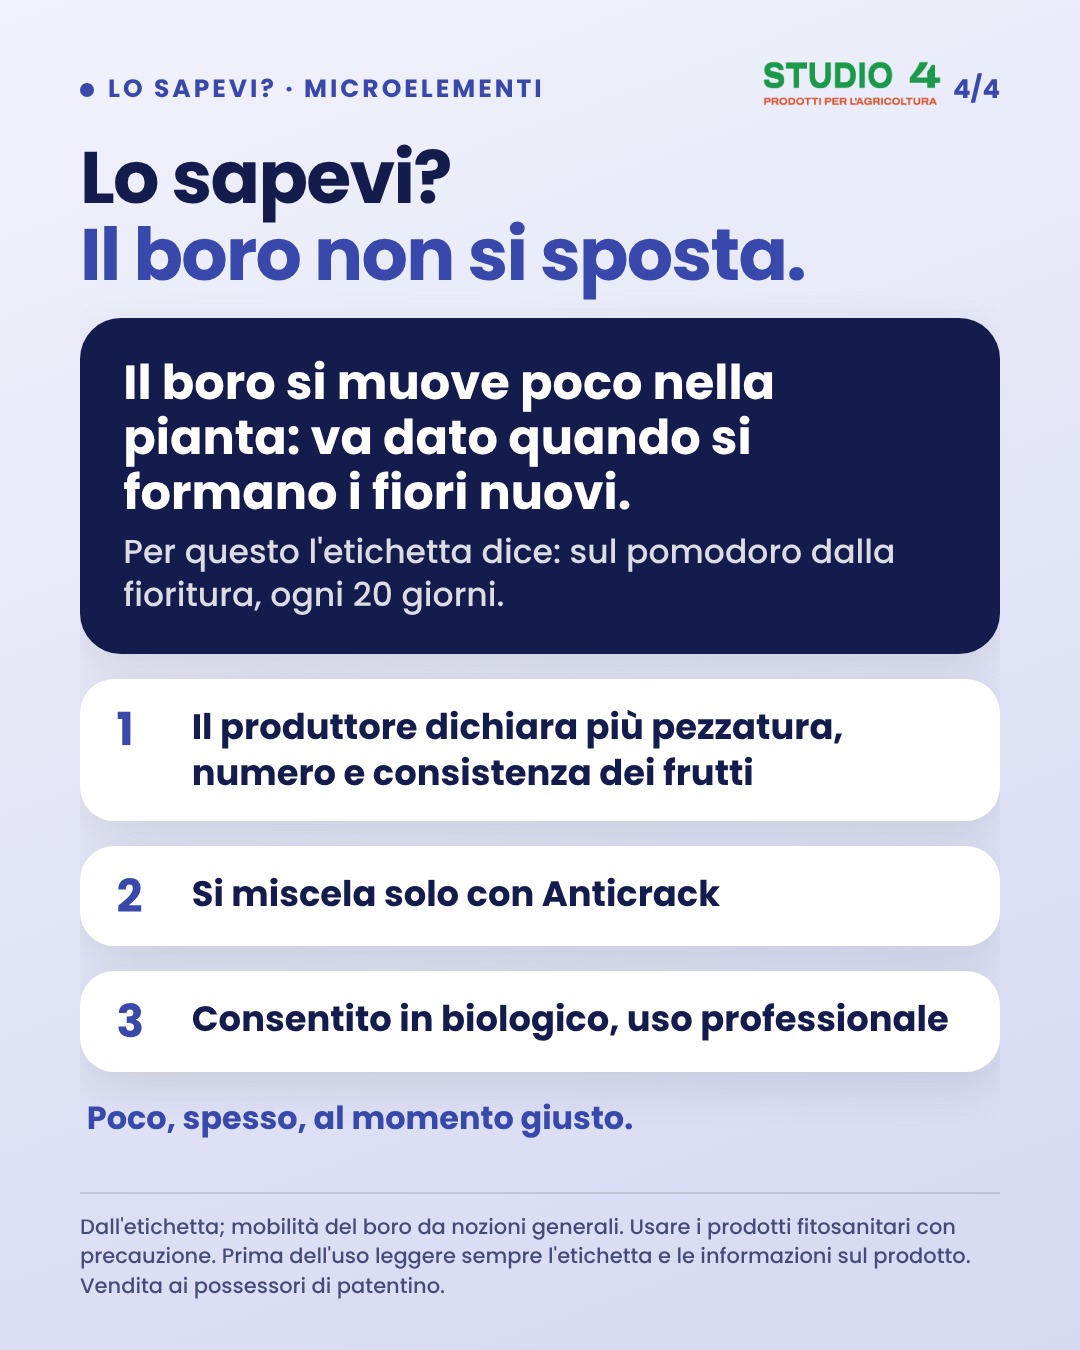 LO SAPEVI? · MICROELEMENTI
STUDIO 4
PRODOTTI PER L'AGRICOLTURA
4/4
Lo sapevi?
Il boro non si sposta.
Il boro si muove poco nella
pianta: va dato quando si
formano i fiori nuovi.
Per questo l'etichetta dice: sul pomodoro dalla
fioritura, ogni 20 giorni.
1 Il produttore dichiara più pezzatura,
numero e consistenza dei frutti
2 Si miscela solo con Anticrack
3 Consentito in biologico, uso professionale
Poco, spesso, al momento giusto.
Dall'etichetta; mobilità del boro da nozioni generali. Usare i prodotti fitosanitari con
precauzione. Prima dell'uso leggere sempre l'etichetta e le informazioni sul prodotto.
Vendita ai possessori di patentino.